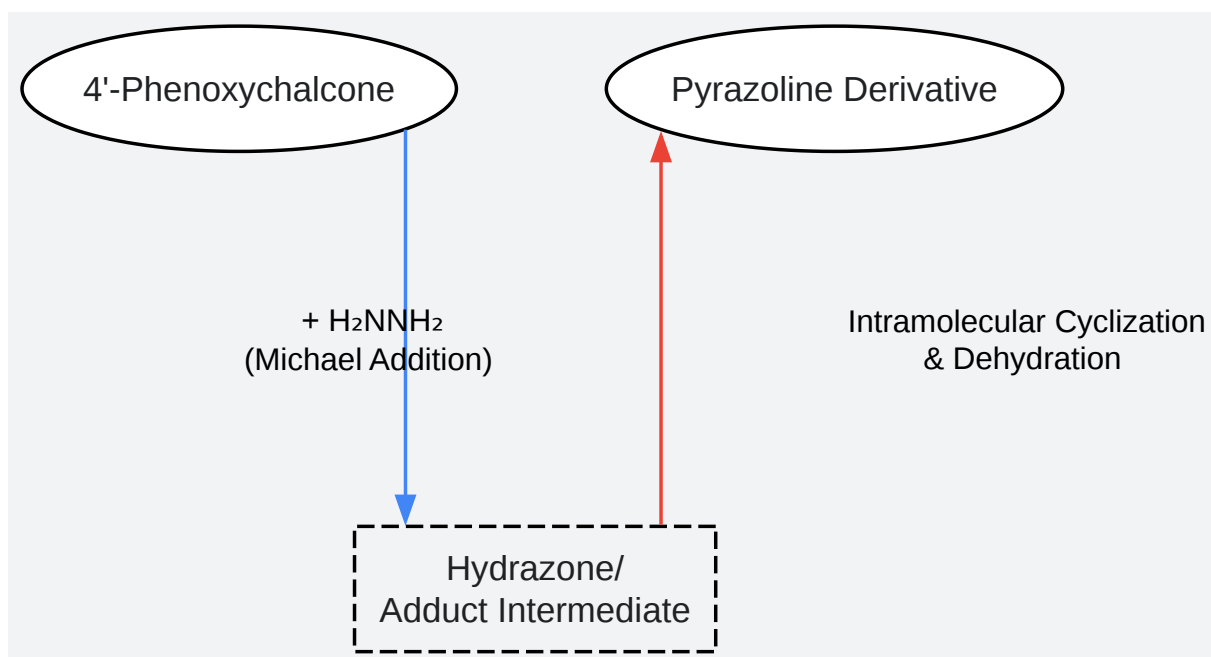 4'-Phenoxychalcone
Pyrazoline Derivative
+ H₂NNH₂
(Michael Addition)
Intramolecular Cyclization
& Dehydration
Hydrazone/
Adduct Intermediate